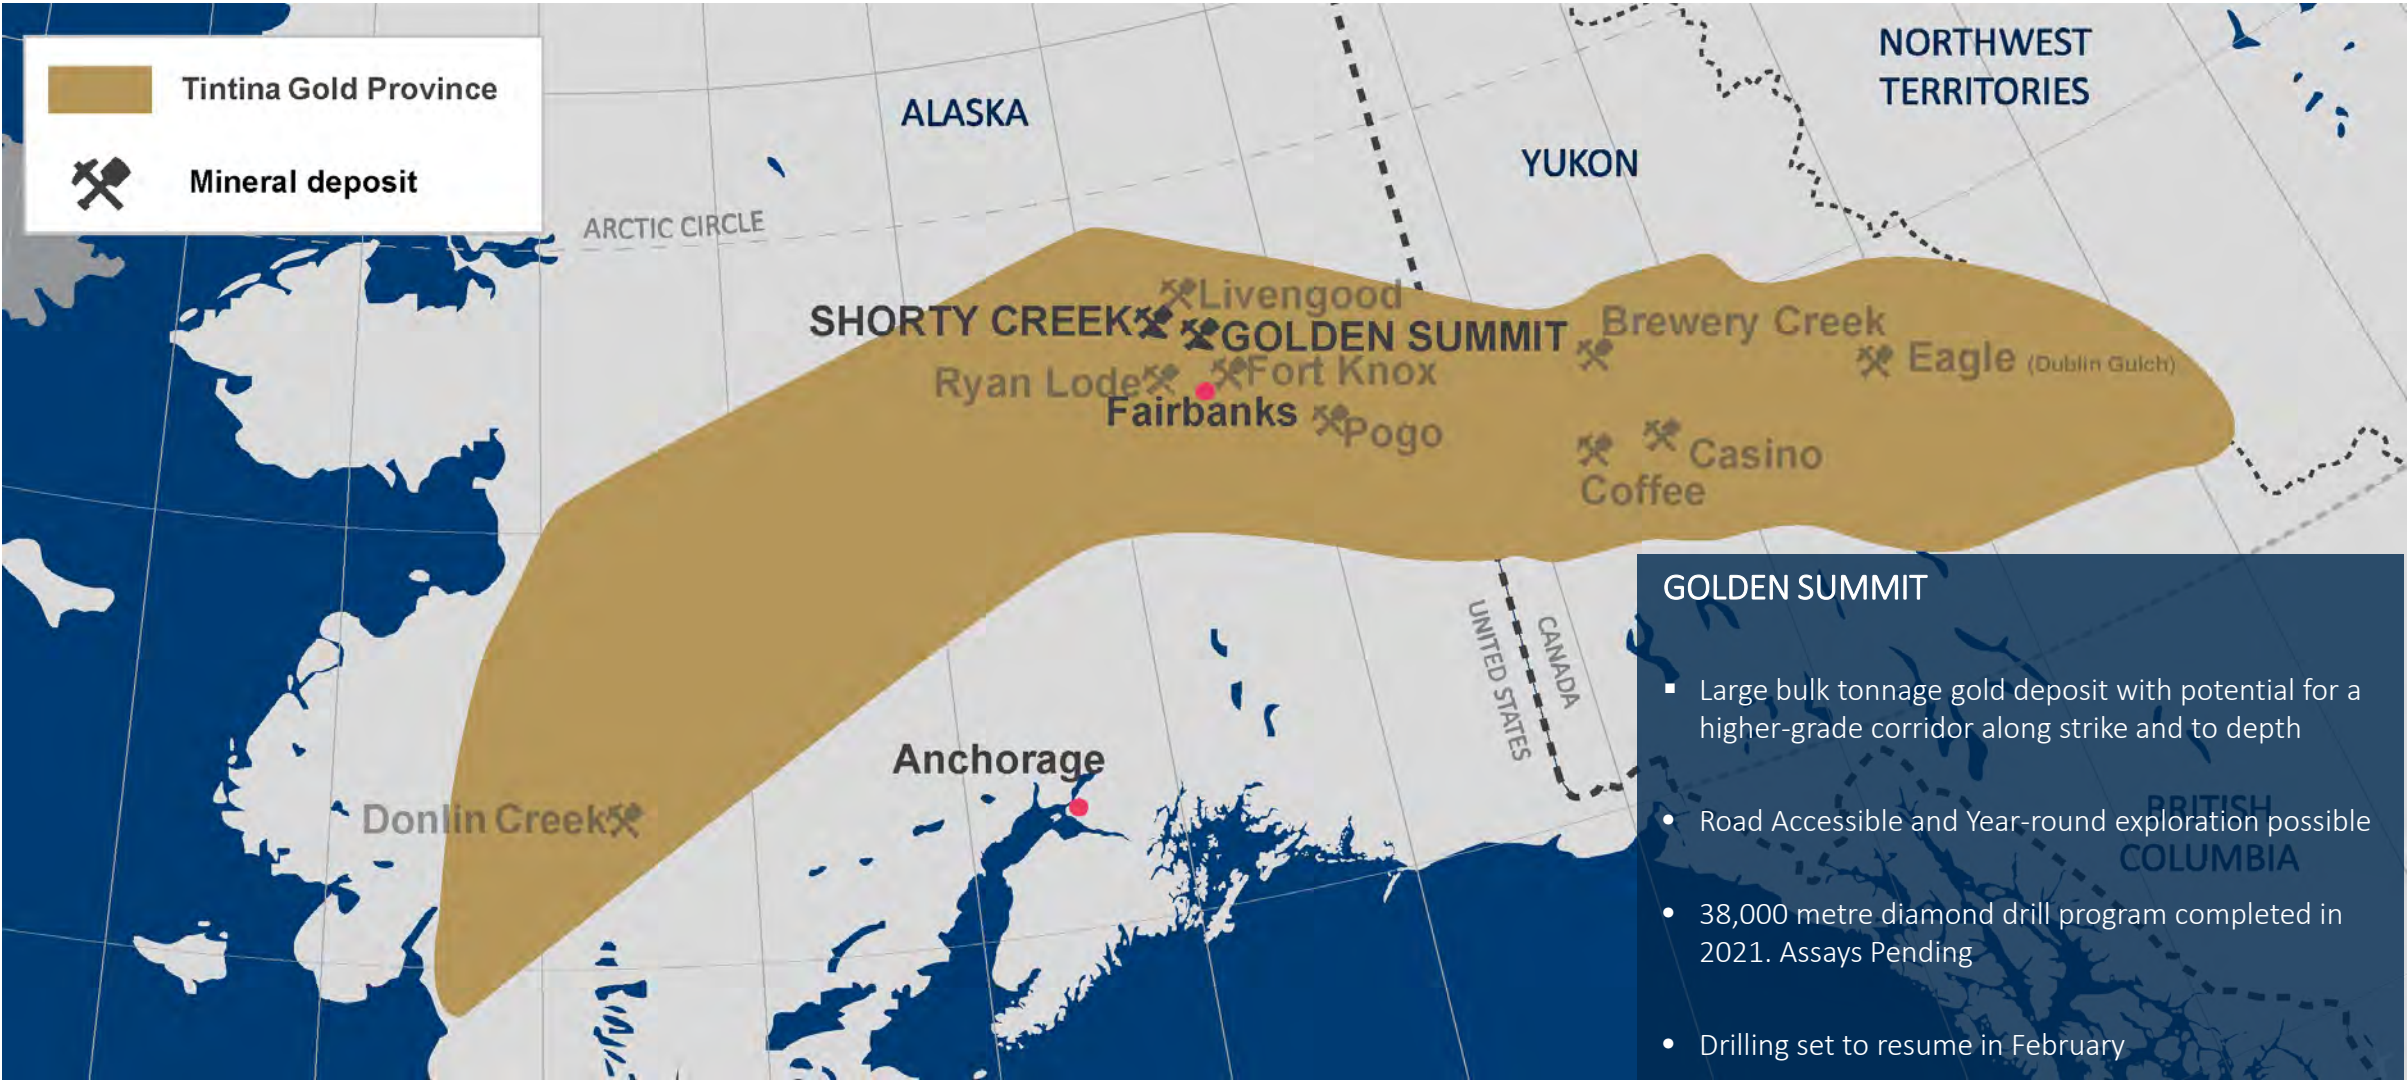 Tintina Gold Province
Mineral deposit
ALASKA
NORTHWEST
TERRITORIES
YUKON
ARCTIC CIRCLE
Livengood
SHORTY CREEK
GOLDEN SUMMIT
Brewery Creek
Eagle (Dublin Gulch)
Ryan Lode
Fort Knox
Fairbanks
Pogo
Casino
Coffee
UNITED STATES
CANADA
Anchorage
Donlin Creek
BRITISH
COLUMBIA
GOLDEN SUMMIT
▪ Large bulk tonnage gold deposit with potential for a
higher-grade corridor along strike and to depth
• Road Accessible and Year-round exploration possible
• 38,000 metre diamond drill program completed in
2021. Assays Pending
• Drilling set to resume in February